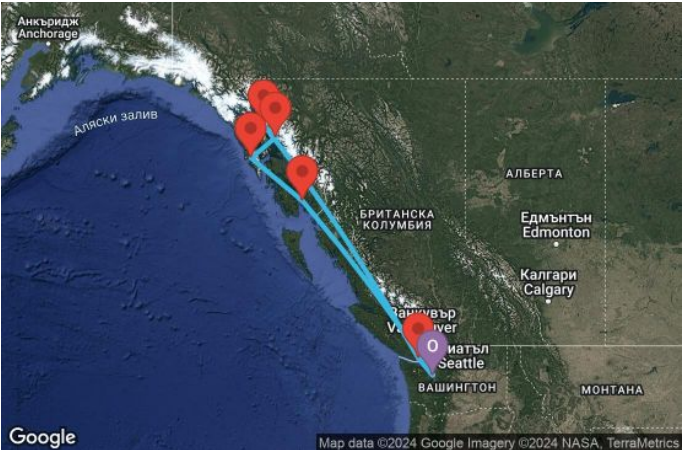 Анкъридж
Anchorage
Аляски залив
АЛБЕРТА
БРИТАНСКА
КОЛУМБИЯ
Едмънтън
Edmonton
Калгари
Calgary
O
Seattle
ВАШИНГТОН
МОНТАНА
Google
Map data ©2024 Google Imagery ©2024 NASA, TerraMetrics